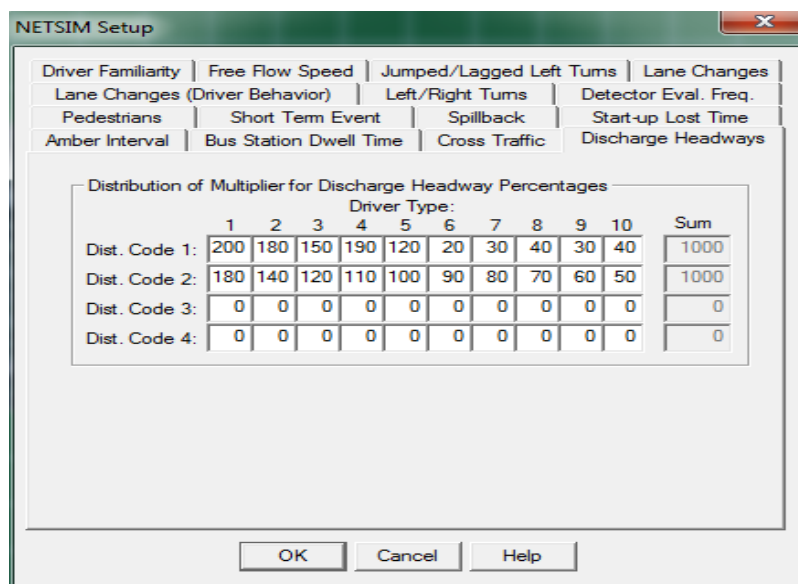 NETSIM Setup
Driver Familiarity Free Flow Speed Jumped/Lagged Left Turns Lane Changes
Lane Changes (Driver Behavior) Left/Right Turns Detector Eval. Freq.
Pedestrians Short Term Event Spillback Start-up Lost Time
Amber Interval Bus Station Dwell Time Cross Traffic Discharge Headways
Distribution of Multiplier for Discharge Headway Percentages
Driver Type:
1 2 3 4 5 6 7 8 9 10 Sum
Dist. Code 1: 200 180 150 190 120 20 30 40 30 40 1000
Dist. Code 2: 180 140 120 110 100 90 80 70 60 50 1000
Dist. Code 3: 0 0 0 0 0 0 0 0 0 0 0
Dist. Code 4: 0 0 0 0 0 0 0 0 0 0 0
OK Cancel Help